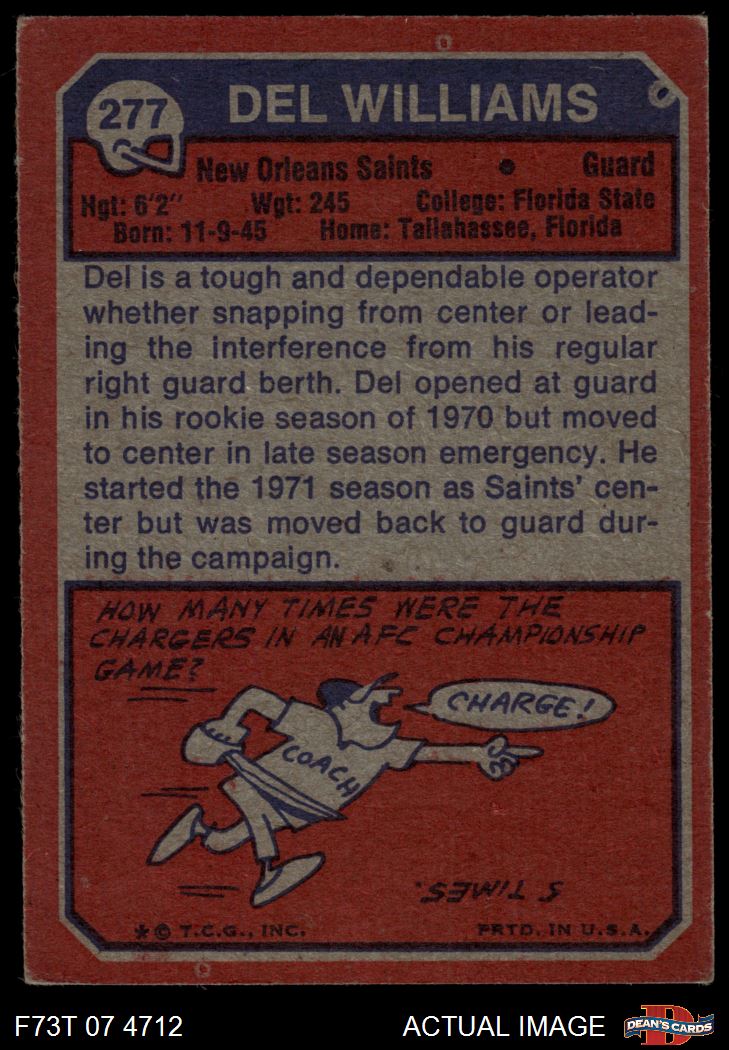 277
DEL WILLIAMS
New Orleans Saints • Guard
Hgt: 6'2" Wgt: 245 College: Florida State
Born: 11-9-45 Home: Tallahassee, Florida
Del is a tough and dependable operator
whether snapping from center or lead-
ing the interference from his regular
right guard berth. Del opened at guard
in his rookie season of 1970 but moved
to center in late season emergency. He
started the 1971 season as Saints' cen-
ter but was moved back to guard dur-
ing the campaign.
HOW MANY TIMES WERE THE
CHARGERS IN AN AFC CHAMPIONSHIP
GAME?
CHARGE!
COACH
5 TIMES.
* © T.C.G., INC. PRTD. IN U.S.A.
F73T 07 4712 ACTUAL IMAGE
D
DEAN'S CARDS